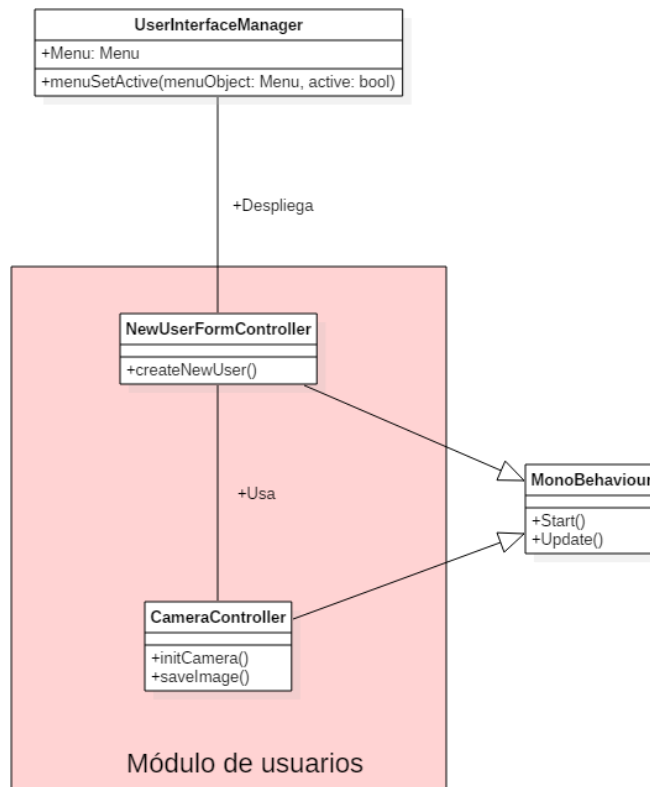 UserInterfaceManager
+Menu: Menu
+menuSetActive(menuObject: Menu, active: bool)
+Despliega
NewUserFormController
+createNewUser()
+Usa
MonoBehaviour
+Start()
+Update()
CameraController
+initCamera()
+saveImage()
Módulo de usuarios